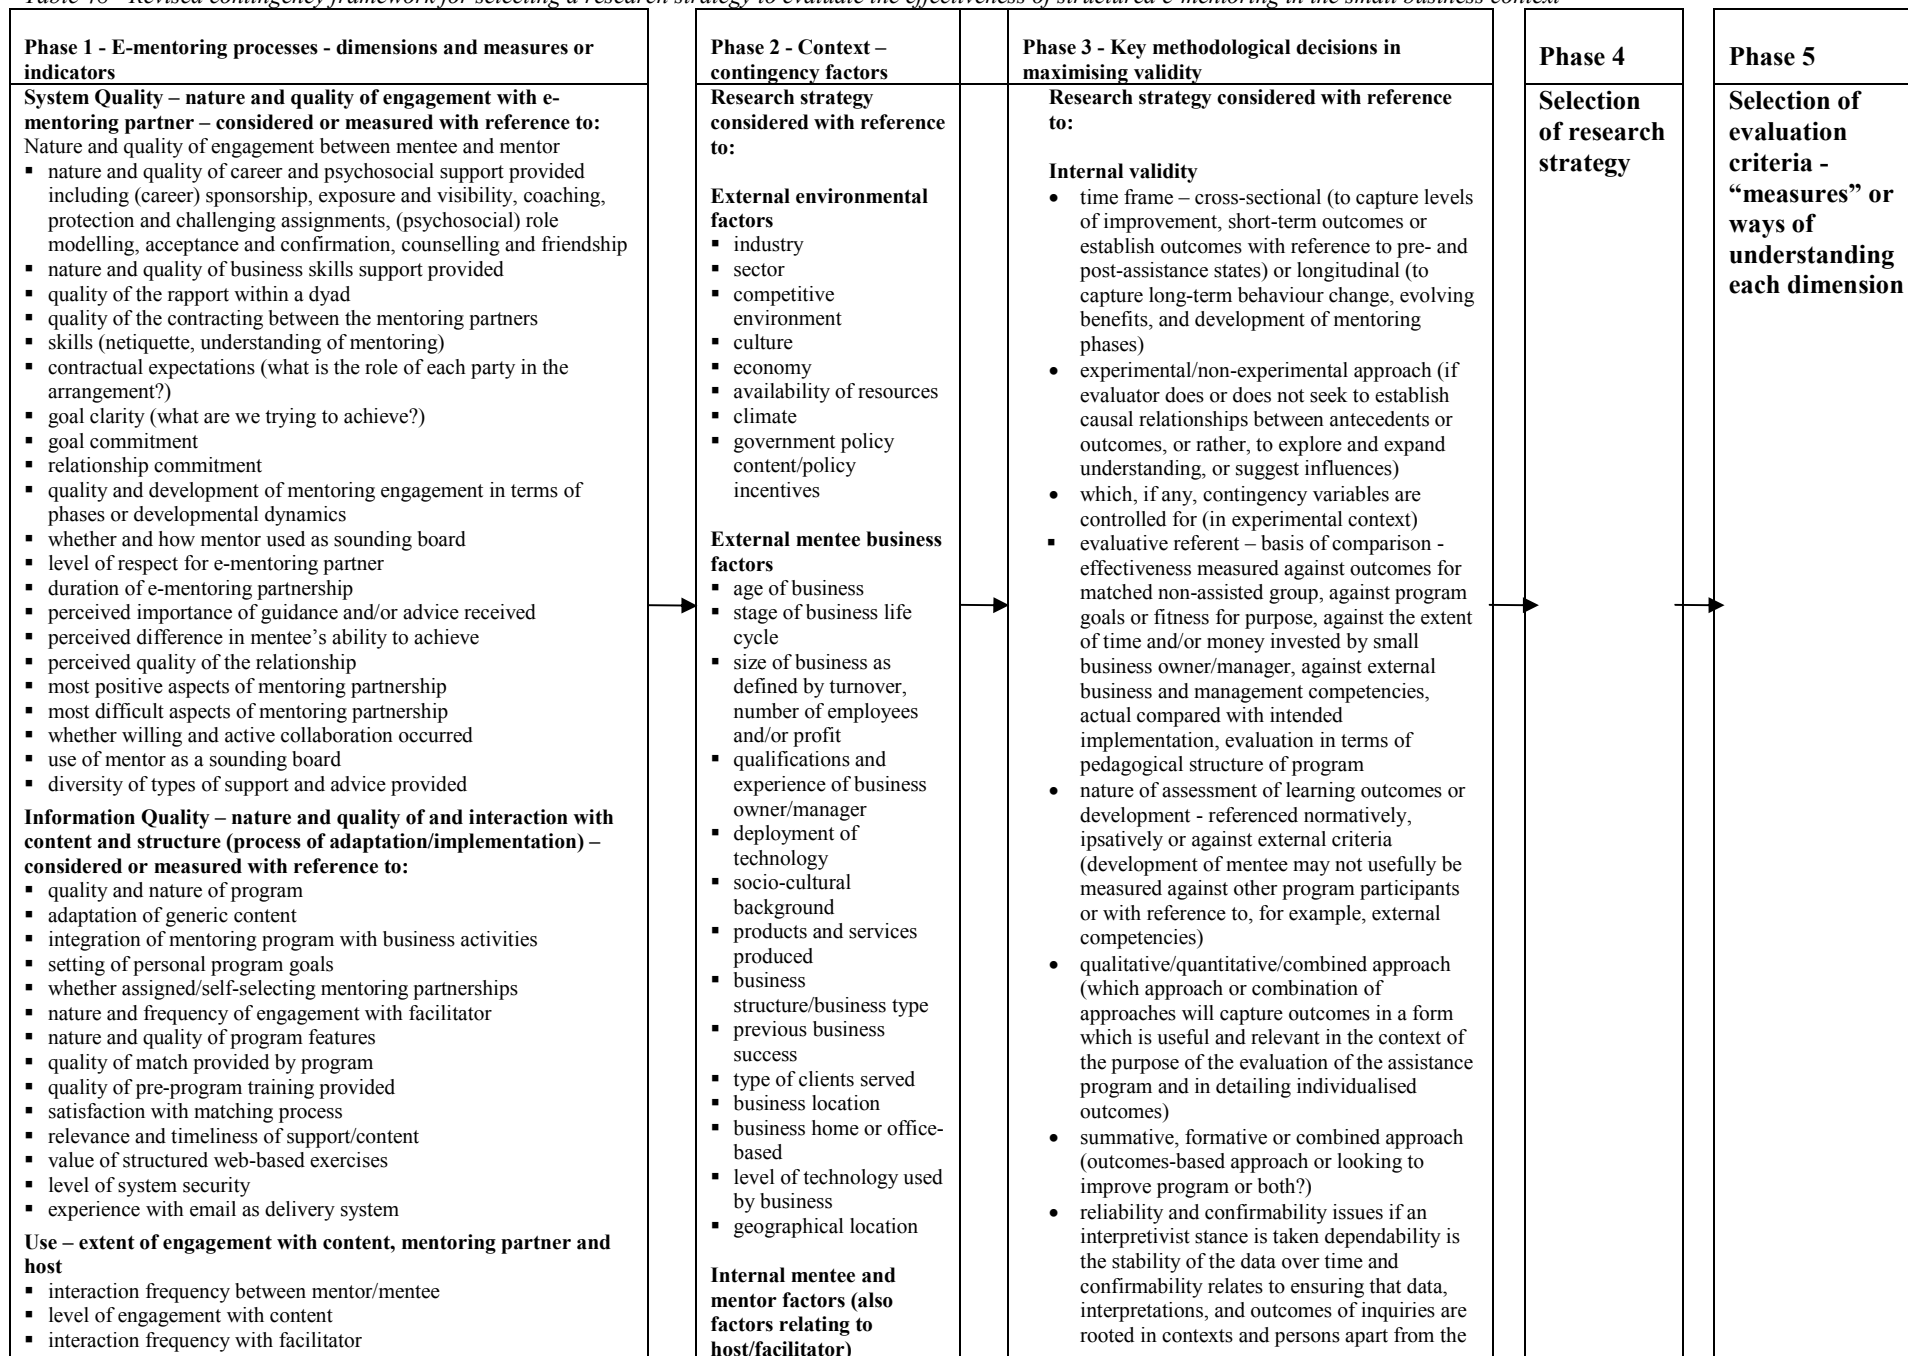 Table 48 - Revised contingency framework for selecting a research strategy to evaluate the effectiveness of structured e-mentoring in the small business context
Phase 1 - E-mentoring processes - dimensions and measures or
indicators
System Quality – nature and quality of engagement with e-
mentoring partner – considered or measured with reference to:
Nature and quality of engagement between mentee and mentor
▪ nature and quality of career and psychosocial support provided
including (career) sponsorship, exposure and visibility, coaching,
protection and challenging assignments, (psychosocial) role
modelling, acceptance and confirmation, counselling and friendship
▪ nature and quality of business skills support provided
▪ quality of the rapport within a dyad
▪ quality of the contracting between the mentoring partners
▪ skills (netiquette, understanding of mentoring)
▪ contractual expectations (what is the role of each party in the
arrangement?)
▪ goal clarity (what are we trying to achieve?)
▪ goal commitment
▪ relationship commitment
▪ quality and development of mentoring engagement in terms of
phases or developmental dynamics
▪ whether and how mentor used as sounding board
▪ level of respect for e-mentoring partner
▪ duration of e-mentoring partnership
▪ perceived importance of guidance and/or advice received
▪ perceived difference in mentee’s ability to achieve
▪ perceived quality of the relationship
▪ most positive aspects of mentoring partnership
▪ most difficult aspects of mentoring partnership
▪ whether willing and active collaboration occurred
▪ use of mentor as a sounding board
▪ diversity of types of support and advice provided
Information Quality – nature and quality of and interaction with
content and structure (process of adaptation/implementation) –
considered or measured with reference to:
▪ quality and nature of program
▪ adaptation of generic content
▪ integration of mentoring program with business activities
▪ setting of personal program goals
▪ whether assigned/self-selecting mentoring partnerships
▪ nature and frequency of engagement with facilitator
▪ nature and quality of program features
▪ quality of match provided by program
▪ quality of pre-program training provided
▪ satisfaction with matching process
▪ relevance and timeliness of support/content
▪ value of structured web-based exercises
▪ level of system security
▪ experience with email as delivery system
Use – extent of engagement with content, mentoring partner and
host
▪ interaction frequency between mentor/mentee
▪ level of engagement with content
▪ interaction frequency with facilitator
Phase 2 - Context –
contingency factors
Research strategy
considered with reference
to:
External environmental
factors
▪ industry
▪ sector
▪ competitive
environment
▪ culture
▪ economy
▪ availability of resources
▪ climate
▪ government policy
content/policy
incentives
External mentee business
factors
▪ age of business
▪ stage of business life
cycle
▪ size of business as
defined by turnover,
number of employees
and/or profit
▪ qualifications and
experience of business
owner/manager
▪ deployment of
technology
▪ socio-cultural
background
▪ products and services
produced
▪ business
structure/business type
▪ previous business
success
▪ type of clients served
▪ business location
▪ business home or office-
based
▪ level of technology used
by business
▪ geographical location
Internal mentee and
mentor factors (also
factors relating to
host/facilitator)
Phase 3 - Key methodological decisions in
maximising validity
Research strategy considered with reference
to:
Internal validity
• time frame – cross-sectional (to capture levels
of improvement, short-term outcomes or
establish outcomes with reference to pre- and
post-assistance states) or longitudinal (to
capture long-term behaviour change, evolving
benefits, and development of mentoring
phases)
• experimental/non-experimental approach (if
evaluator does or does not seek to establish
causal relationships between antecedents or
outcomes, or rather, to explore and expand
understanding, or suggest influences)
• which, if any, contingency variables are
controlled for (in experimental context)
▪ evaluative referent – basis of comparison -
effectiveness measured against outcomes for
matched non-assisted group, against program
goals or fitness for purpose, against the extent
of time and/or money invested by small
business owner/manager, against external
business and management competencies,
actual compared with intended
implementation, evaluation in terms of
pedagogical structure of program
• nature of assessment of learning outcomes or
development - referenced normatively,
ipsatively or against external criteria
(development of mentee may not usefully be
measured against other program participants
or with reference to, for example, external
competencies)
• qualitative/quantitative/combined approach
(which approach or combination of
approaches will capture outcomes in a form
which is useful and relevant in the context of
the purpose of the evaluation of the assistance
program and in detailing individualised
outcomes)
• summative, formative or combined approach
(outcomes-based approach or looking to
improve program or both?)
• reliability and confirmability issues if an
interpretivist stance is taken dependability is
the stability of the data over time and
confirmability relates to ensuring that data,
interpretations, and outcomes of inquiries are
rooted in contexts and persons apart from the
Phase 4
Selection
of research
strategy
Phase 5
Selection of
evaluation
criteria -
“measures” or
ways of
understanding
each dimension